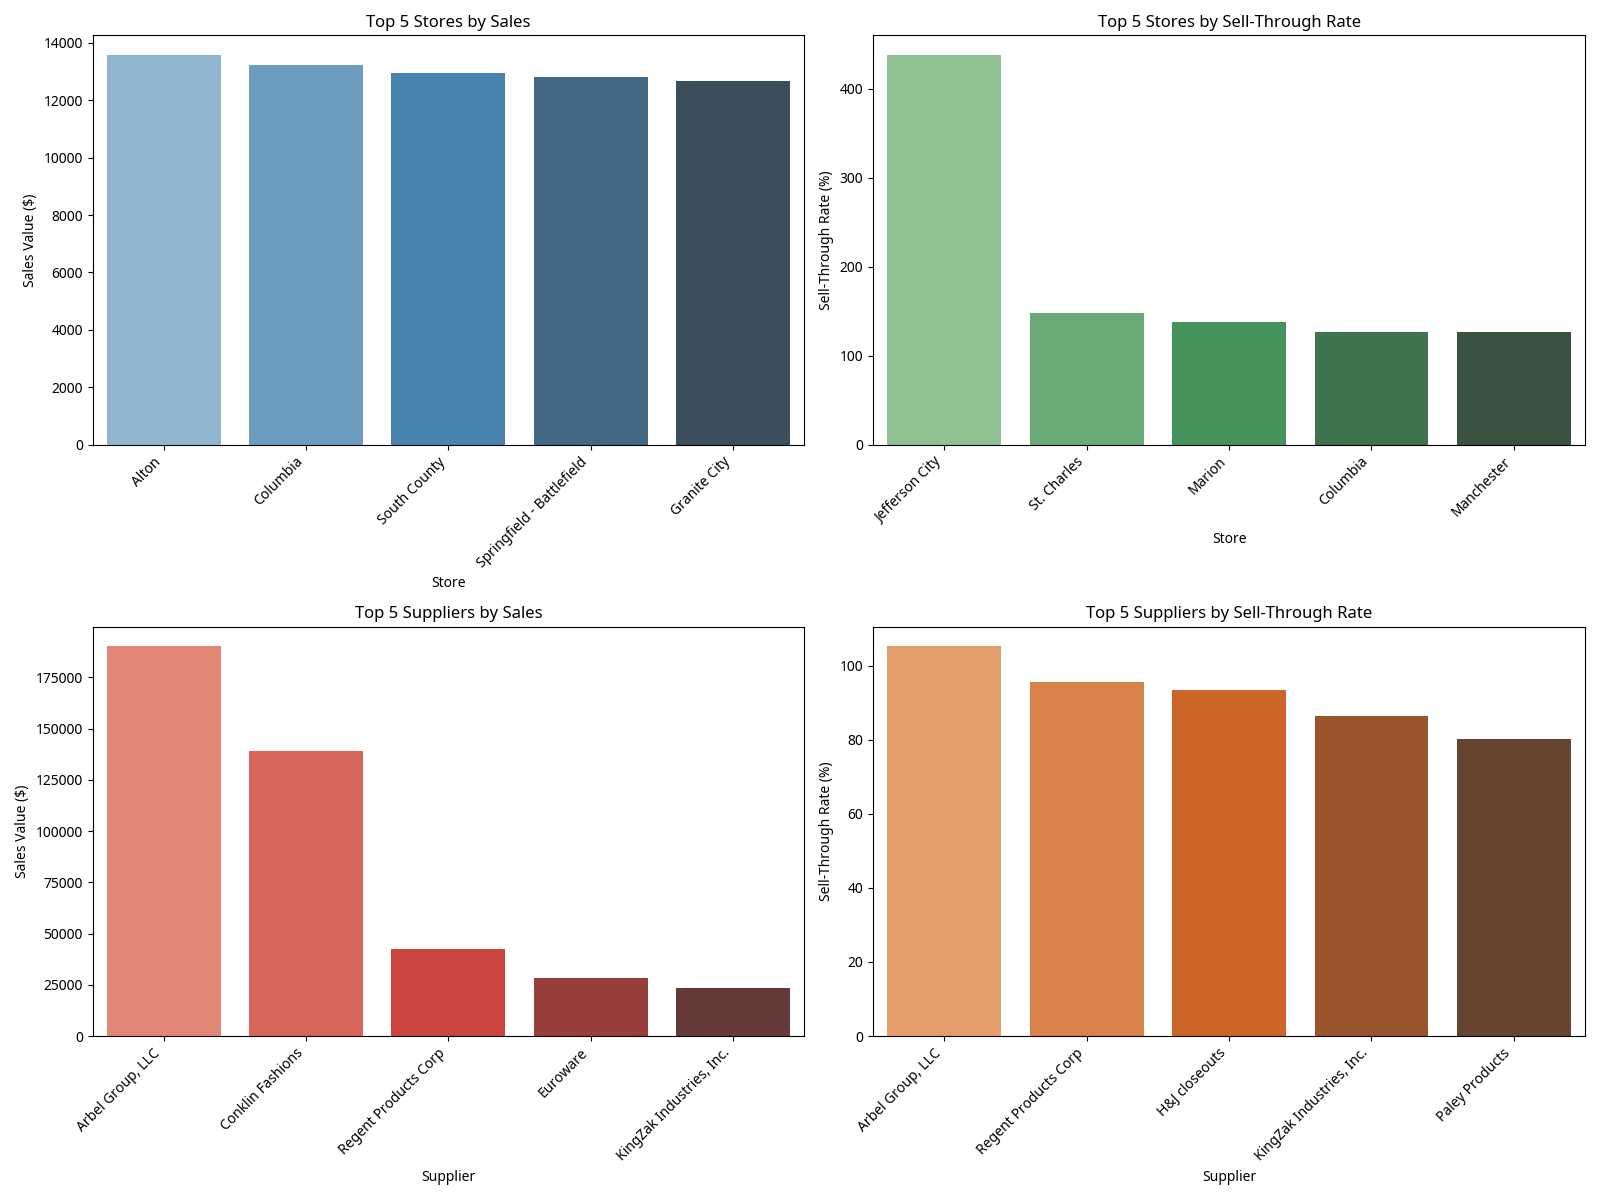 Top 5 Stores by Sales
Sales Value ($)
14000
12000
10000
8000
6000
4000
2000
0
Alton
Columbia
South County
Springfield - Battlefield
Granite City
Store
Top 5 Stores by Sell-Through Rate
Sell-Through Rate (%)
400
300
200
100
0
Jefferson City
St. Charles
Marion
Columbia
Manchester
Store
Top 5 Suppliers by Sales
Sales Value ($)
175000
150000
125000
100000
75000
50000
25000
0
Arbel Group, LLC
Conklin Fashions
Regent Products Corp
Euroware
KingZak Industries, Inc.
Supplier
Top 5 Suppliers by Sell-Through Rate
Sell-Through Rate (%)
100
80
60
40
20
0
Arbel Group, LLC
Regent Products Corp
H&J closeouts
KingZak Industries, Inc.
Paley Products
Supplier